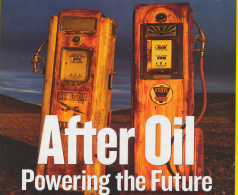 After Oil
Powering the Future